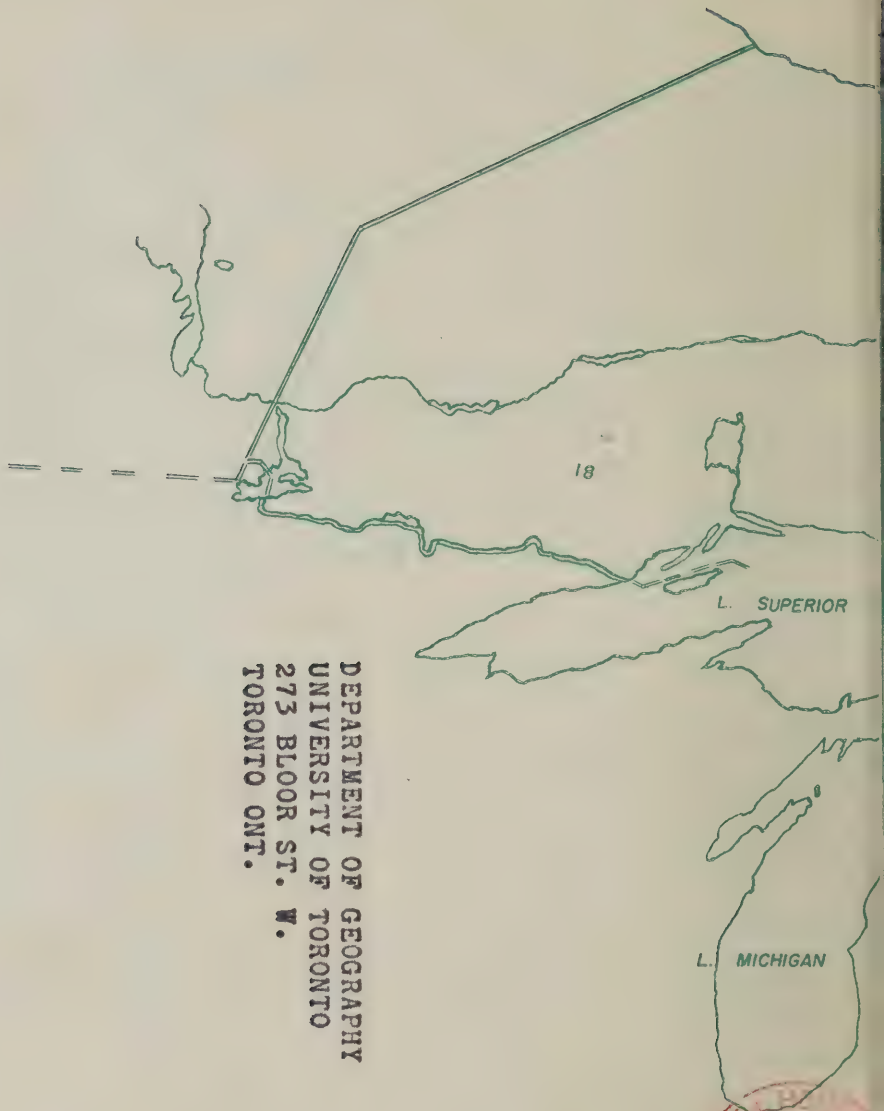 18
L. SUPERIOR
L. MICHIGAN
DEPARTMENT OF GEOGRAPHY
UNIVERSITY OF TORONTO
273 BLOOR ST. W.
TORONTO ONT.